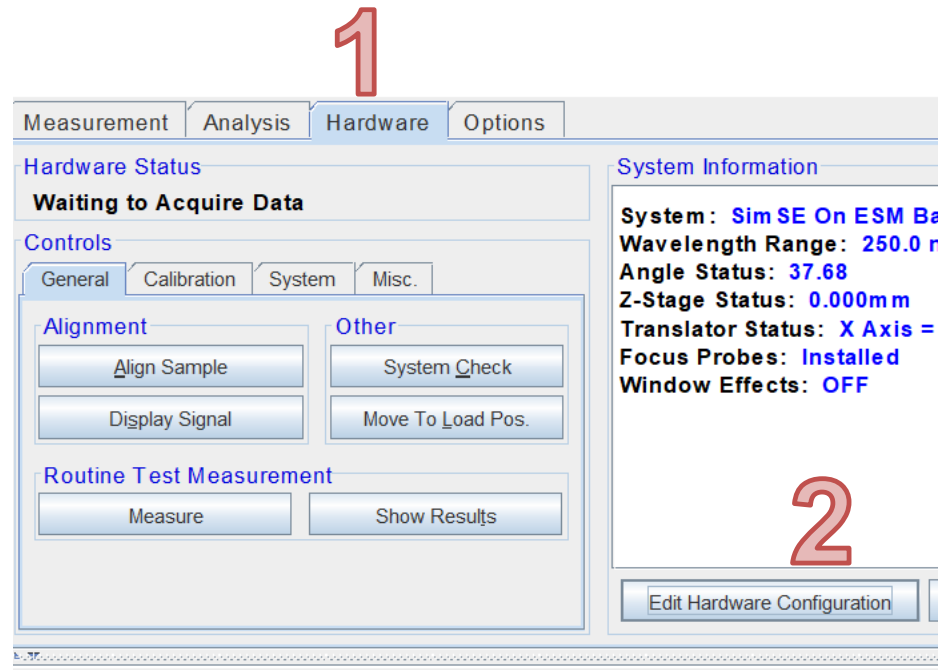 1
Measurement Analysis Hardware Options
Hardware Status
Waiting to Acquire Data
Controls
General Calibration System Misc.
Alignment
Align Sample
Display Signal
Other
System Check
Move To Load Pos.
Routine Test Measurement
Measure Show Results
System Information
System: Sim SE On ESM Ba
Wavelength Range: 250.0 n
Angle Status: 37.68
Z-Stage Status: 0.000mm
Translator Status: X Axis =
Focus Probes: Installed
Window Effects: OFF
2
Edit Hardware Configuration